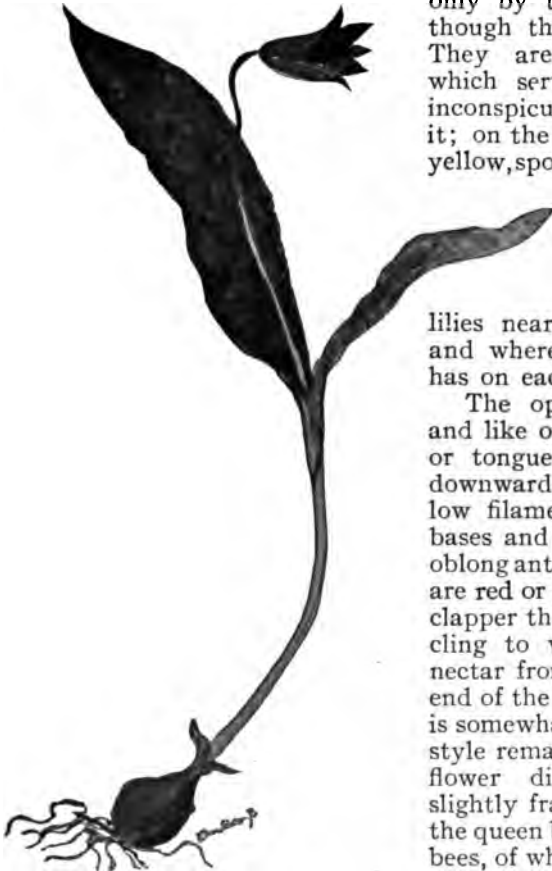 only by t
though th
They are
which ser
inconspicu
it; on the
yellow, spo
lilies near
and where
has on eac
The op
and like o
or tongue
downward
low filame
bases and
oblong ant
are red or
clapper th
cling to v
nectar fron
end of the
is somewha
style rema
flower di
slightly fra
the queen l
bees, of wh